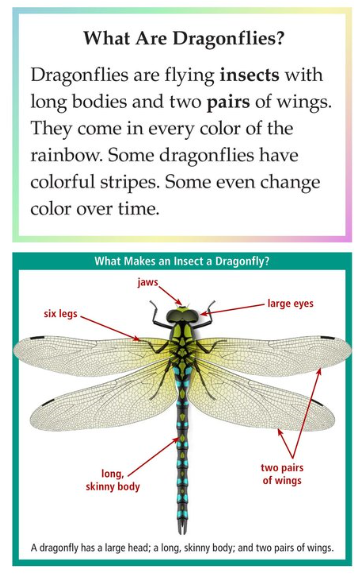 What Are Dragonflies?
Dragonflies are flying insects with
long bodies and two pairs of wings.
They come in every color of the
rainbow. Some dragonflies have
colorful stripes. Some even change
color over time.
What Makes an Insect a Dragonfly?
jaws
large eyes
six legs
long,
skinny body
two pairs
of wings
A dragonfly has a large head; a long, skinny body; and two pairs of wings.